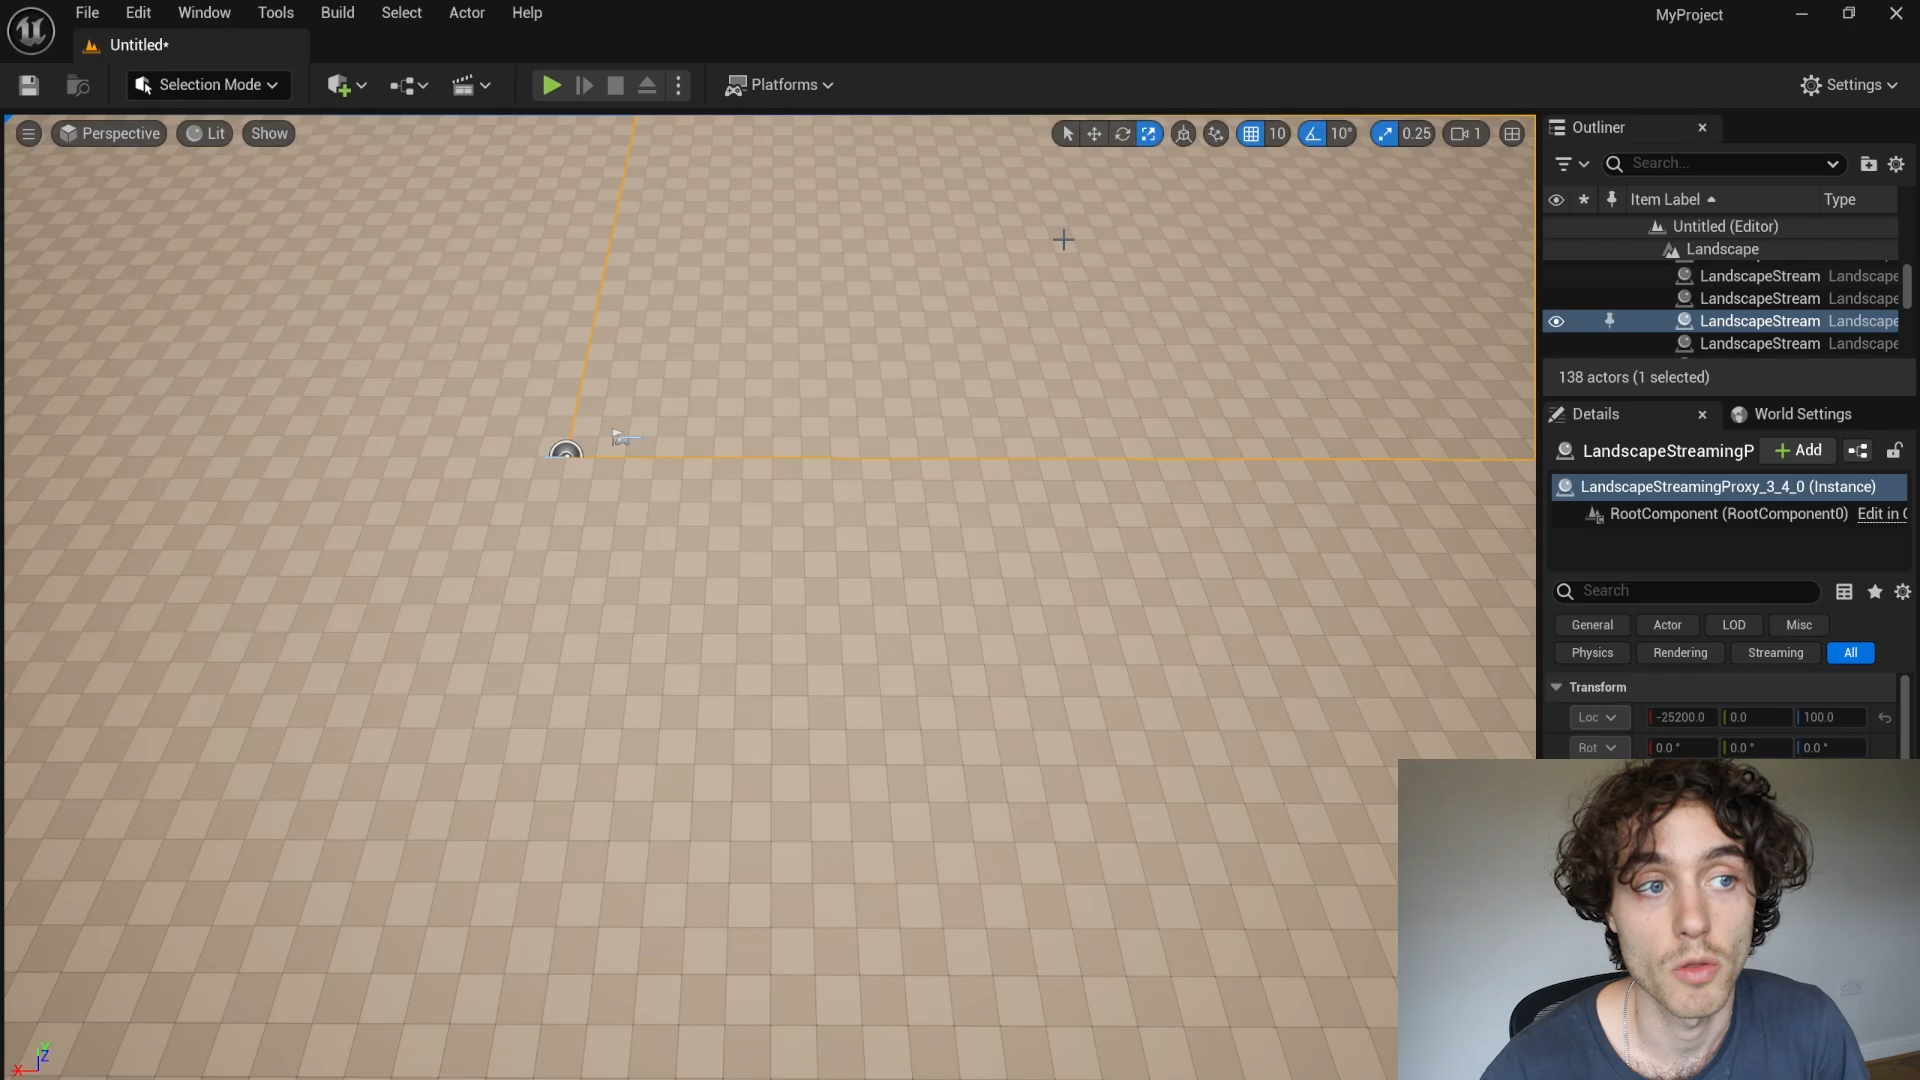 File Edit Window Tools Build Select Actor Help
MyProject
Untitled*
Selection Mode
Platforms
Settings
Perspective
Lit
Show
10
10°
0.25
1
Outliner
Search...
Item Label
Type
Untitled (Editor)
Landscape
LandscapeStream Landscape
LandscapeStream Landscape
LandscapeStream Landscape
LandscapeStream Landscape
138 actors (1 selected)
Details
World Settings
LandscapeStreamingP
Add
LandscapeStreamingProxy_3_4_0 (Instance)
RootComponent (RootComponent0) Edit in C
Search
General Actor LOD Misc
Physics Rendering Streaming All
Transform
Loc -25200.0 0.0 100.0
Rot 0.0° 0.0° 0.0°
X Y Z